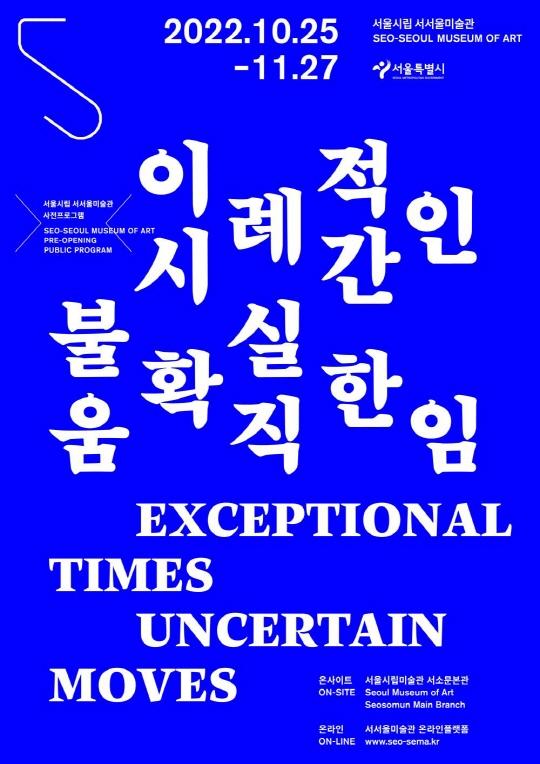 2022.10.25
-11.27
서울시립 서서울미술관
SEO-SEOUL MUSEUM OF ART
서울특별시
SEOUL METROPOLITAN GOVERNMENT
서울시립 서서울미술관
사전프로그램
SEO-SEOUL MUSEUM OF ART
PRE-OPENING
PUBLIC PROGRAM
이례적인
시간
불확실한
움직임
EXCEPTIONAL
TIMES
UNCERTAIN
MOVES
온사이트 서울시립미술관 서소문본관
ON-SITE Seoul Museum of Art
Seosomun Main Branch
온라인 서서울미술관 온라인플랫폼
ON-LINE www.seo-sema.kr